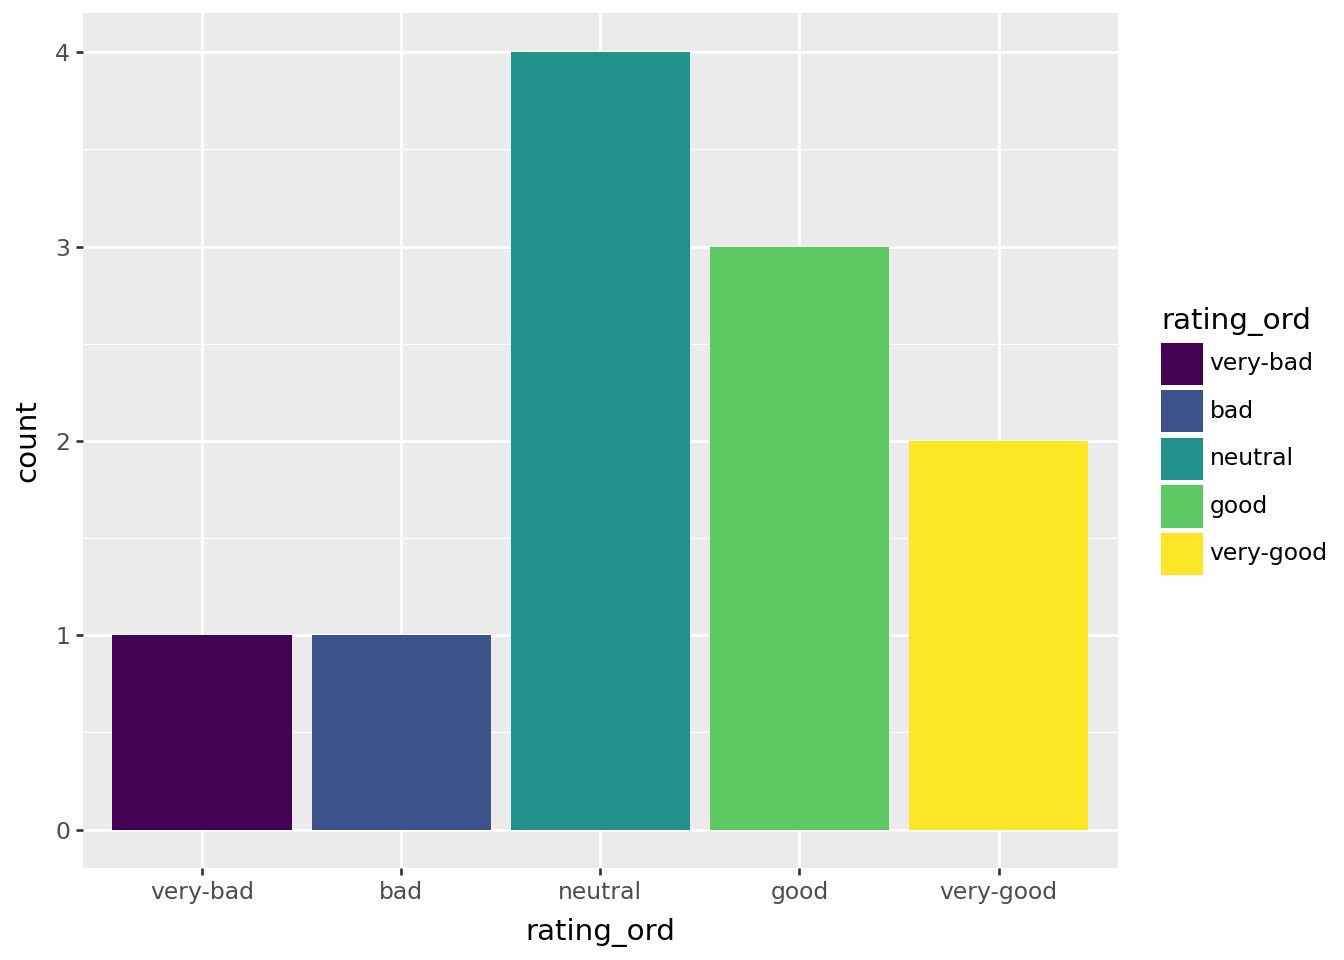 4
3
2
1
0
count
very-bad bad neutral good very-good
rating_ord
rating_ord
very-bad
bad
neutral
good
very-good